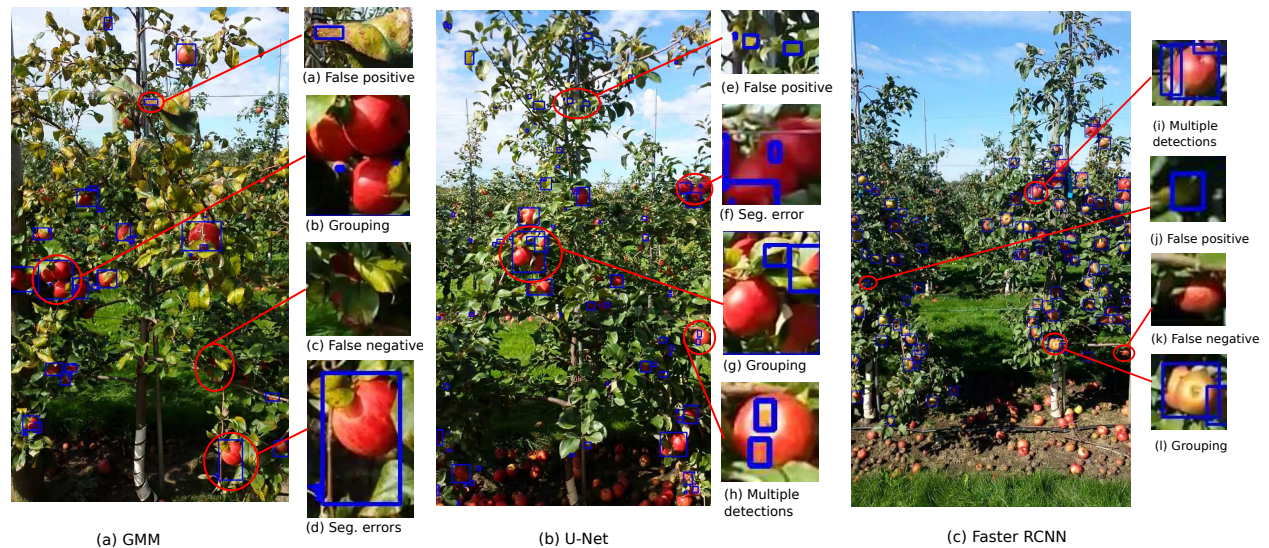 (a) False positive
(b) Grouping
(c) False negative
(d) Seg. errors
(a) GMM
(e) False positive
(f) Seg. error
(g) Grouping
(h) Multiple
detections
(b) U-Net
(i) Multiple
detections
(j) False positive
(k) False negative
(l) Grouping
(c) Faster RCNN